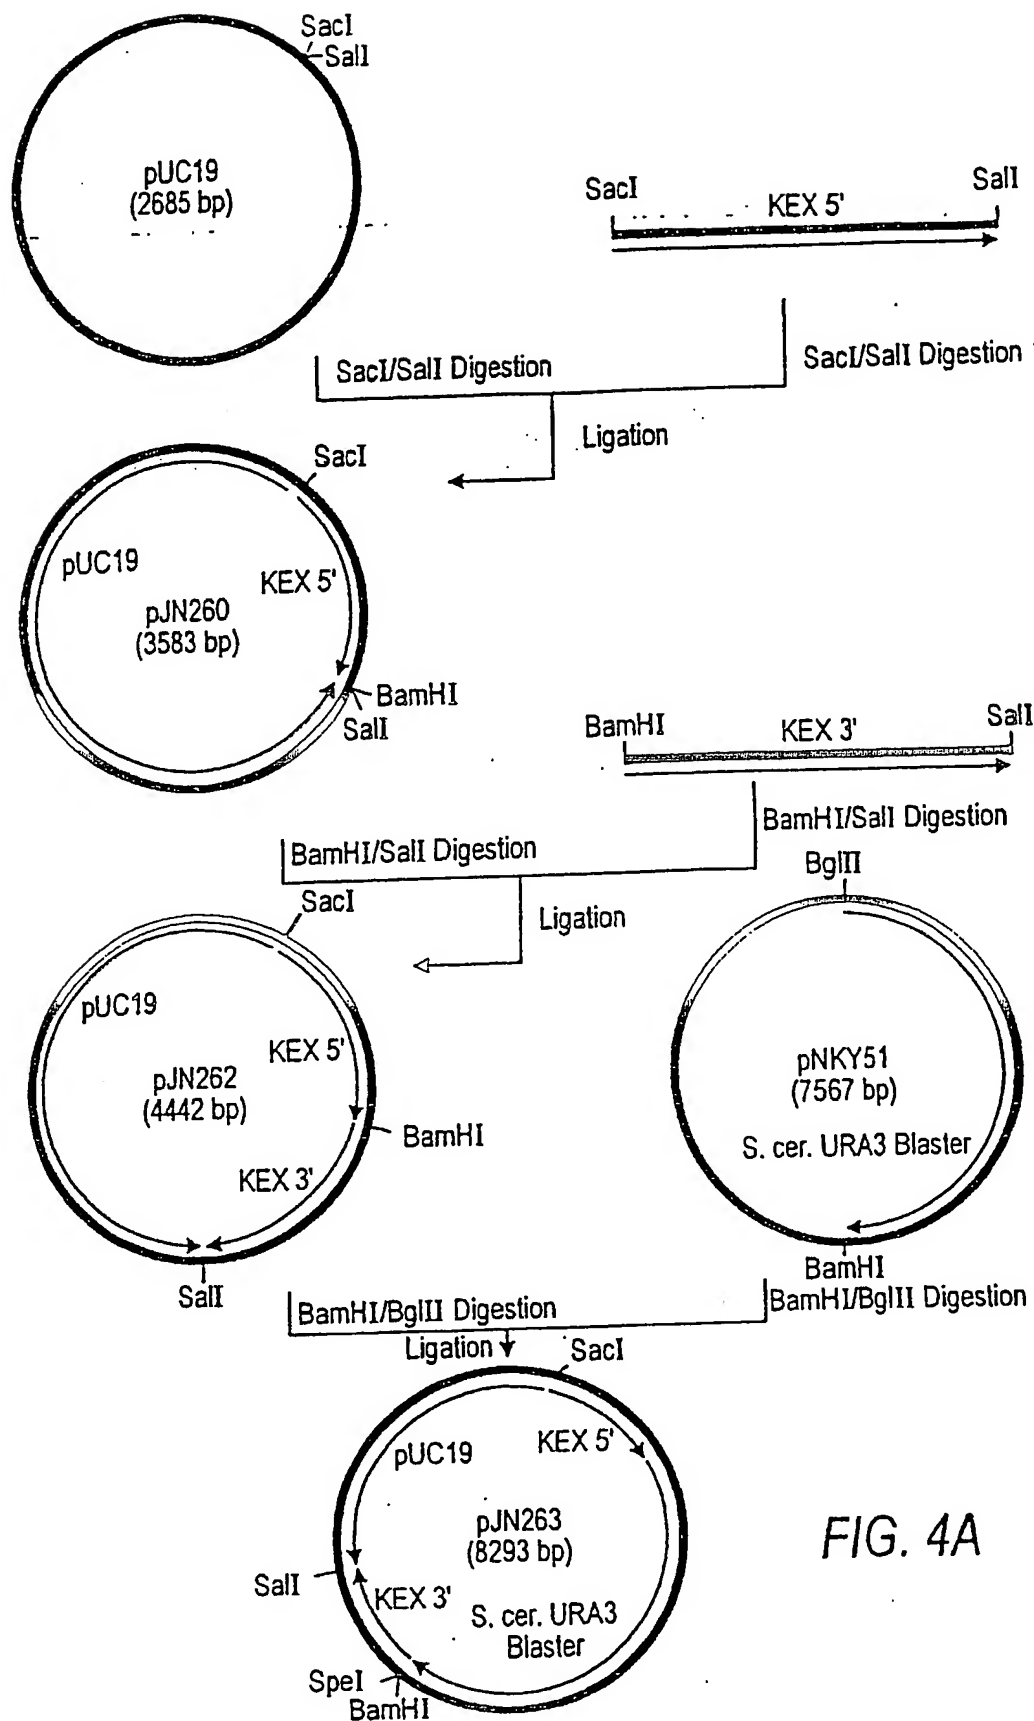 SacI
SalI
pUC19
(2685 bp)
SacI
KEX 5'
SalI
SacI/SalI Digestion
SacI/SalI Digestion
Ligation
SacI
pUC19
KEX 5'
pJN260
(3583 bp)
BamHI
SalI
BamHI
KEX 3'
SalI
BamHI/SalI Digestion
BamHI/SalI Digestion
Ligation
SacI
BglII
pUC19
KEX 5'
pJN262
(4442 bp)
BamHI
KEX 3'
SalI
pNKY51
(7567 bp)
S. cer. URA3 Blaster
BamHI
BamHI/BglII Digestion
BamHI/BglII Digestion
Ligation
SacI
pUC19
KEX 5'
pJN263
(8293 bp)
SalI
KEX 3'
S. cer. URA3
Blaster
SpeI
BamHI
FIG. 4A